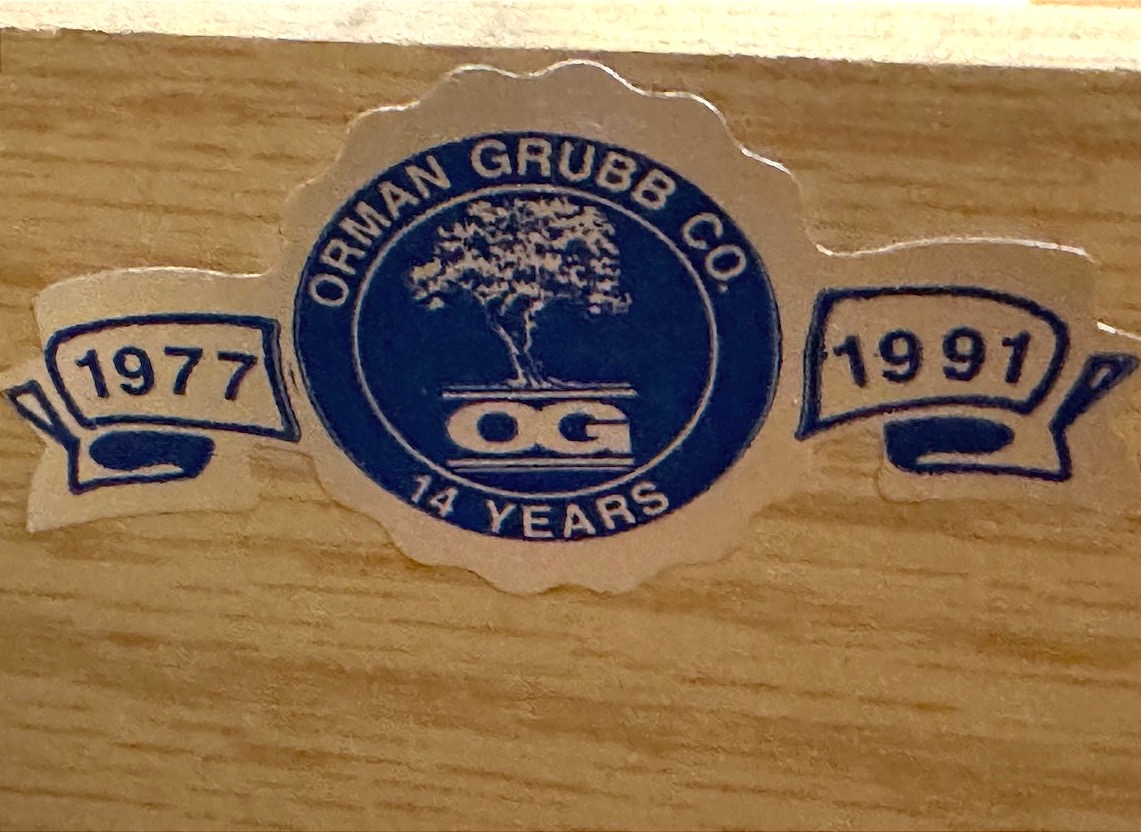 ORMAN GRUBB CO.
1977
OG
1991
14 YEARS